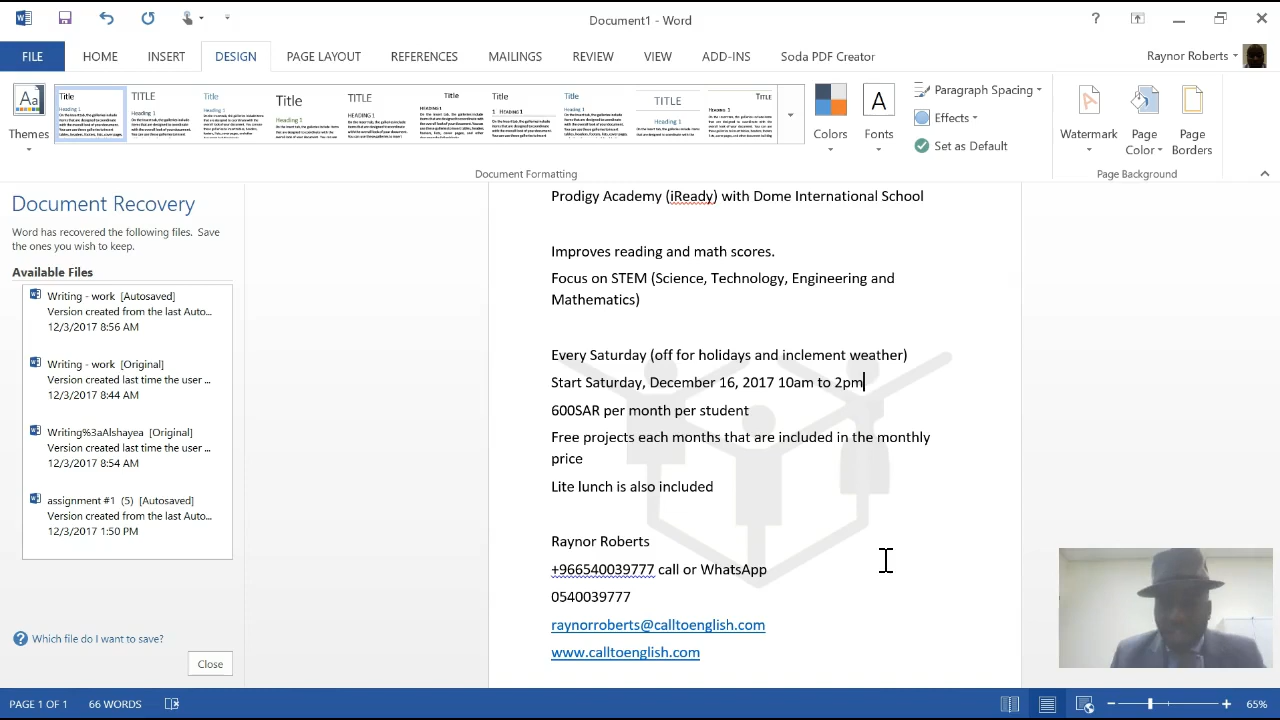 Document1 - Word
?
FILE
HOME
INSERT
DESIGN
PAGE LAYOUT
REFERENCES
MAILINGS
REVIEW
VIEW
ADD-INS
Soda PDF Creator
Raynor Roberts
Themes
Colors
Fonts
Paragraph Spacing
Effects
Set as Default
Watermark
Page
Color
Page
Borders
Document Formatting
Page Background
Document Recovery
Word has recovered the following files. Save
the ones you wish to keep.
Available Files
Writing - work [Autosaved]
Version created from the last Auto...
12/3/2017 8:56 AM
Writing - work [Original]
Version created last time the user ...
12/3/2017 8:44 AM
Writing%3aAlshayea [Original]
Version created last time the user ...
12/3/2017 8:54 AM
assignment #1 (5) [Autosaved]
Version created from the last Auto...
12/3/2017 1:50 PM
Which file do I want to save?
Close
Prodigy Academy (iReady) with Dome International School
Improves reading and math scores.
Focus on STEM (Science, Technology, Engineering and
Mathematics)
Every Saturday (off for holidays and inclement weather)
Start Saturday, December 16, 2017 10am to 2pm
600SAR per month per student
Free projects each months that are included in the monthly
price
Lite lunch is also included
Raynor Roberts
+966540039777 call or WhatsApp
0540039777
raynorroberts@calltoenglish.com
www.calltoenglish.com
PAGE 1 OF 1
66 WORDS
65%